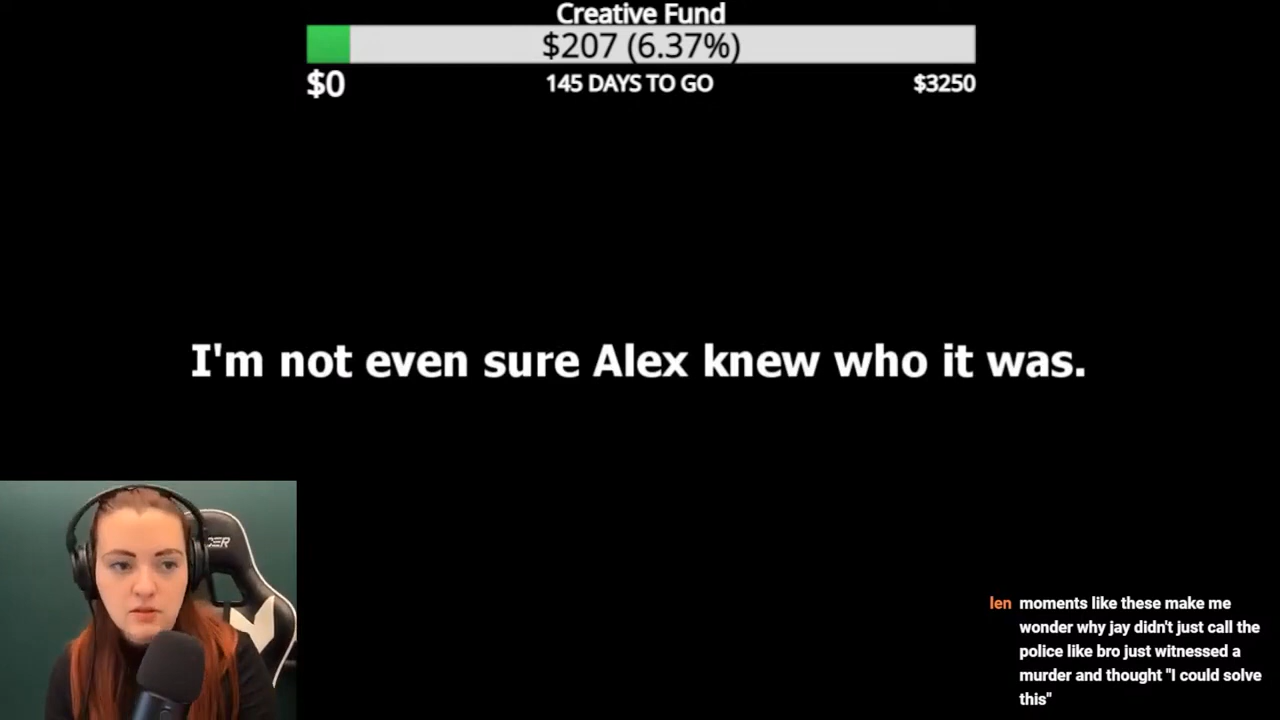 Creative Fund
$207 (6.37%)
$0 145 DAYS TO GO $3250
I'm not even sure Alex knew who it was.
len moments like these make me
wonder why jay didn't just call the
police like bro just witnessed a
murder and thought "I could solve
this"